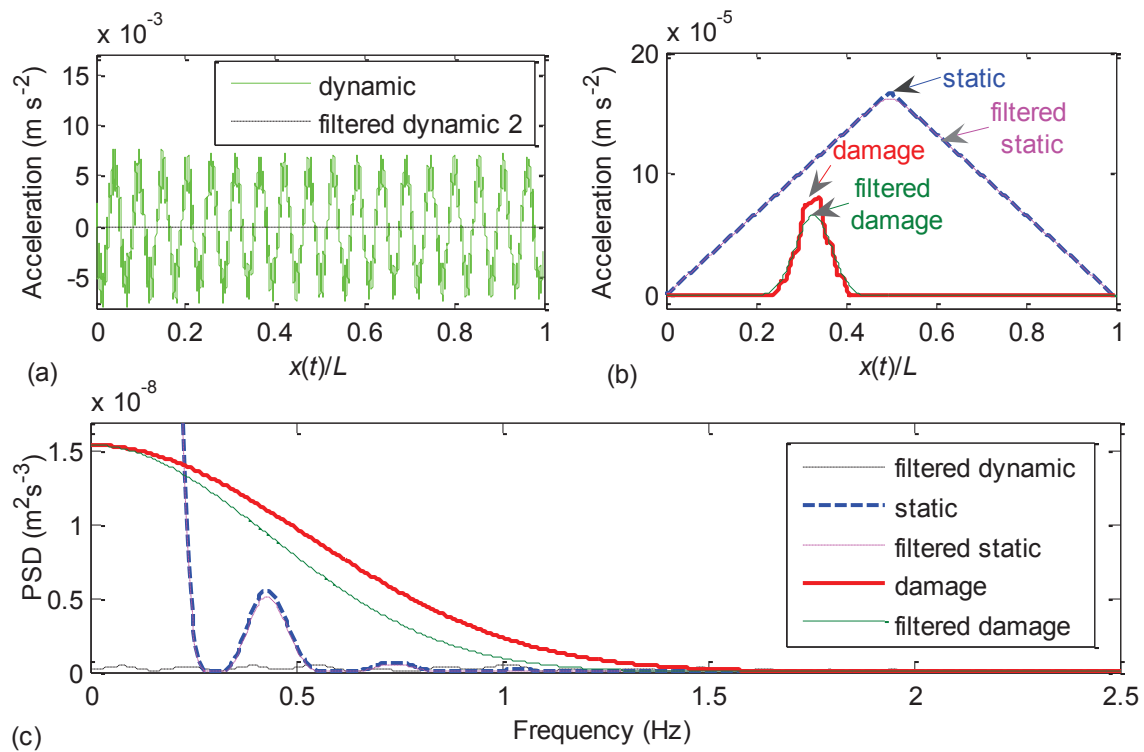 x 10-3
15
10
5
0
-5
Acceleration (m s-2)
dynamic
filtered dynamic 2
0
0.2
0.4
0.6
0.8
1
x(t)/L
(a)
x 10-5
20
10
0
Acceleration (m s-2)
static
filtered
static
damage
filtered
damage
0
0.2
0.4
0.6
0.8
1
x(t)/L
(b)
x 10-8
1.5
1
0.5
0
PSD (m2s-3)
filtered dynamic
static
filtered static
damage
filtered damage
0
0.5
1
1.5
2
2.5
Frequency (Hz)
(c)